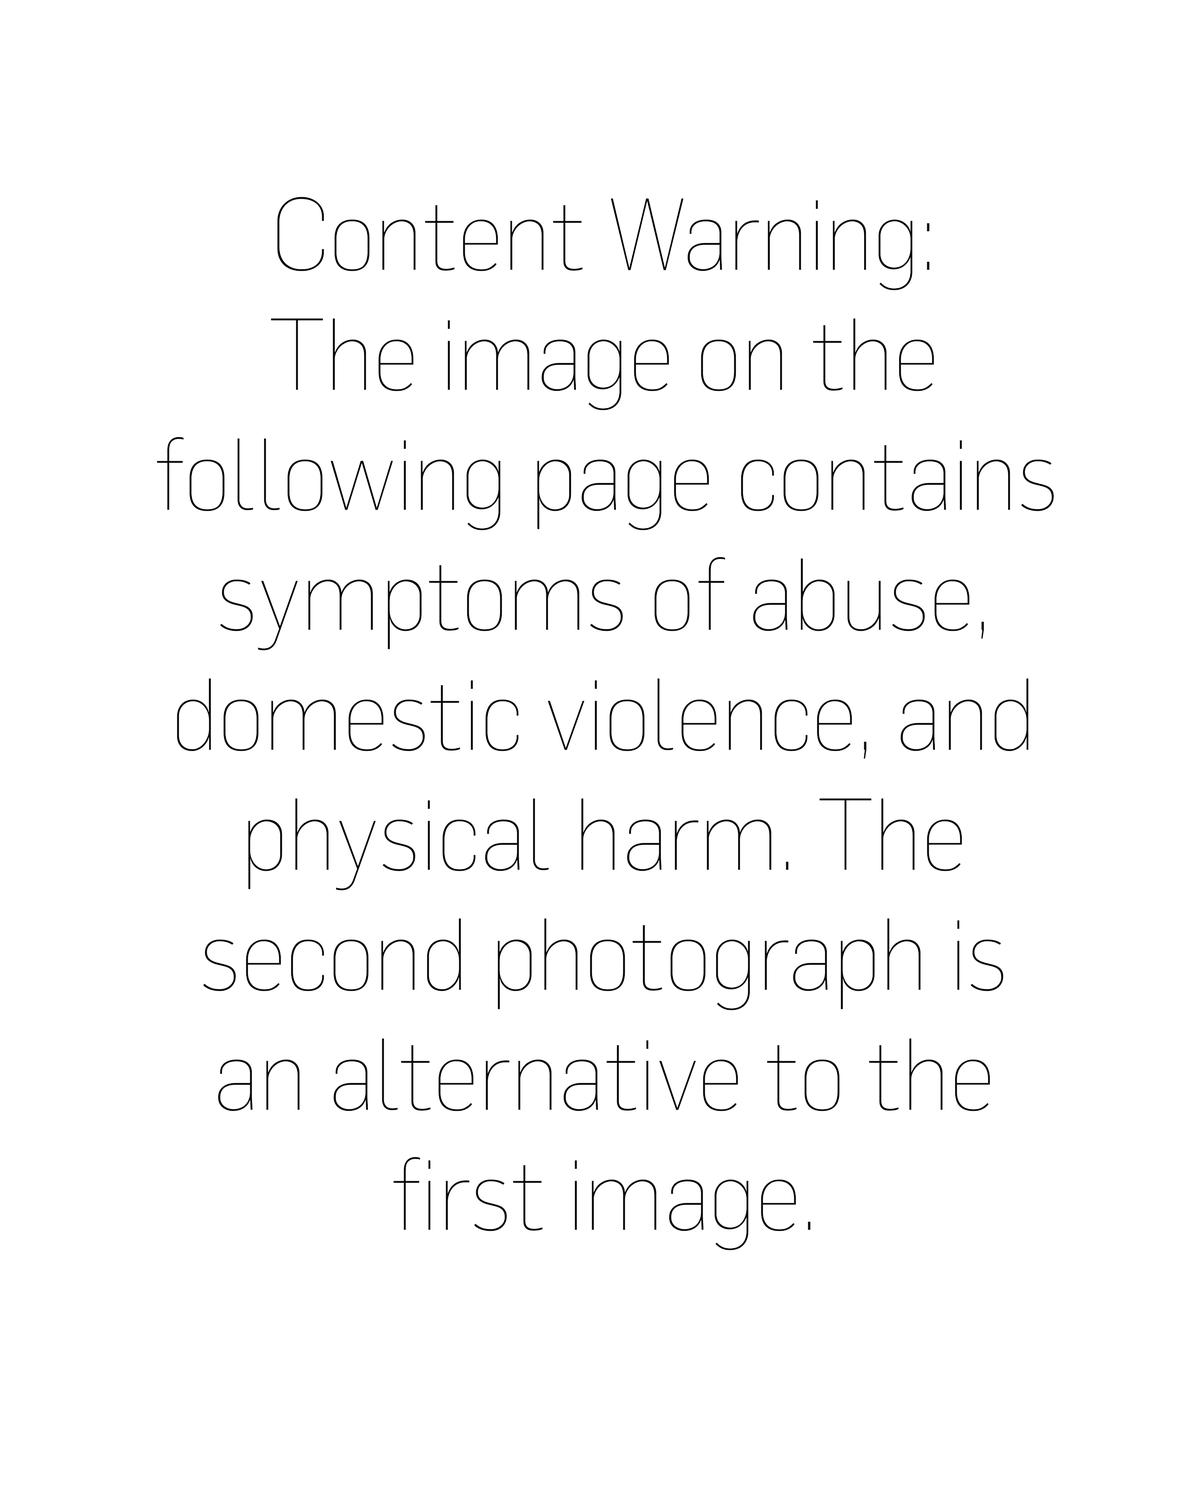 Content Warning:
The image on the
following page contains
symptoms of abuse,
domestic violence, and
physical harm. The
second photograph is
an alternative to the
first image.